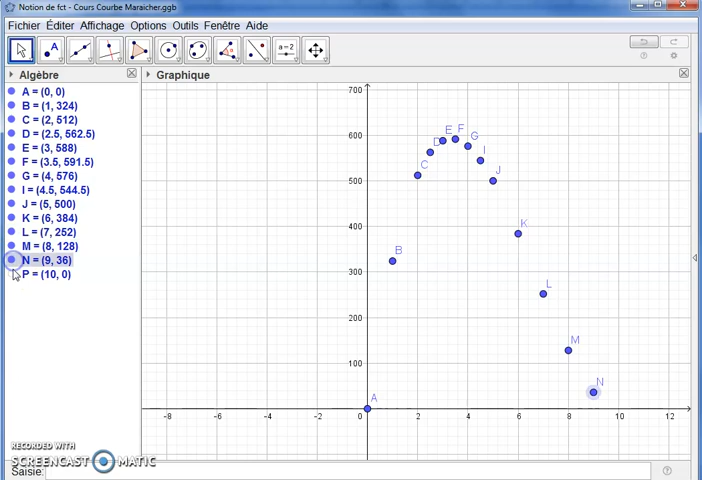 Notion de fct - Cours Courbe Maraicher.ggb
Fichier Éditer Affichage Options Outils Fenêtre Aide
A
a=2
Algèbre
Graphique
A = (0, 0)
B = (1, 324)
C = (2, 512)
D = (2.5, 562.5)
E = (3, 588)
F = (3.5, 591.5)
G = (4, 576)
I = (4.5, 544.5)
J = (5, 500)
K = (6, 384)
L = (7, 252)
M = (8, 128)
N = (9, 36)
P = (10, 0)
700
600
500
400
300
200
100
A
B
C
D
E
F
G
I
J
K
L
M
N
-8 -6 -4 -2 0 2 4 6 8 10 12
RECORDED WITH
SCREENCAST MATIC
Saisie: